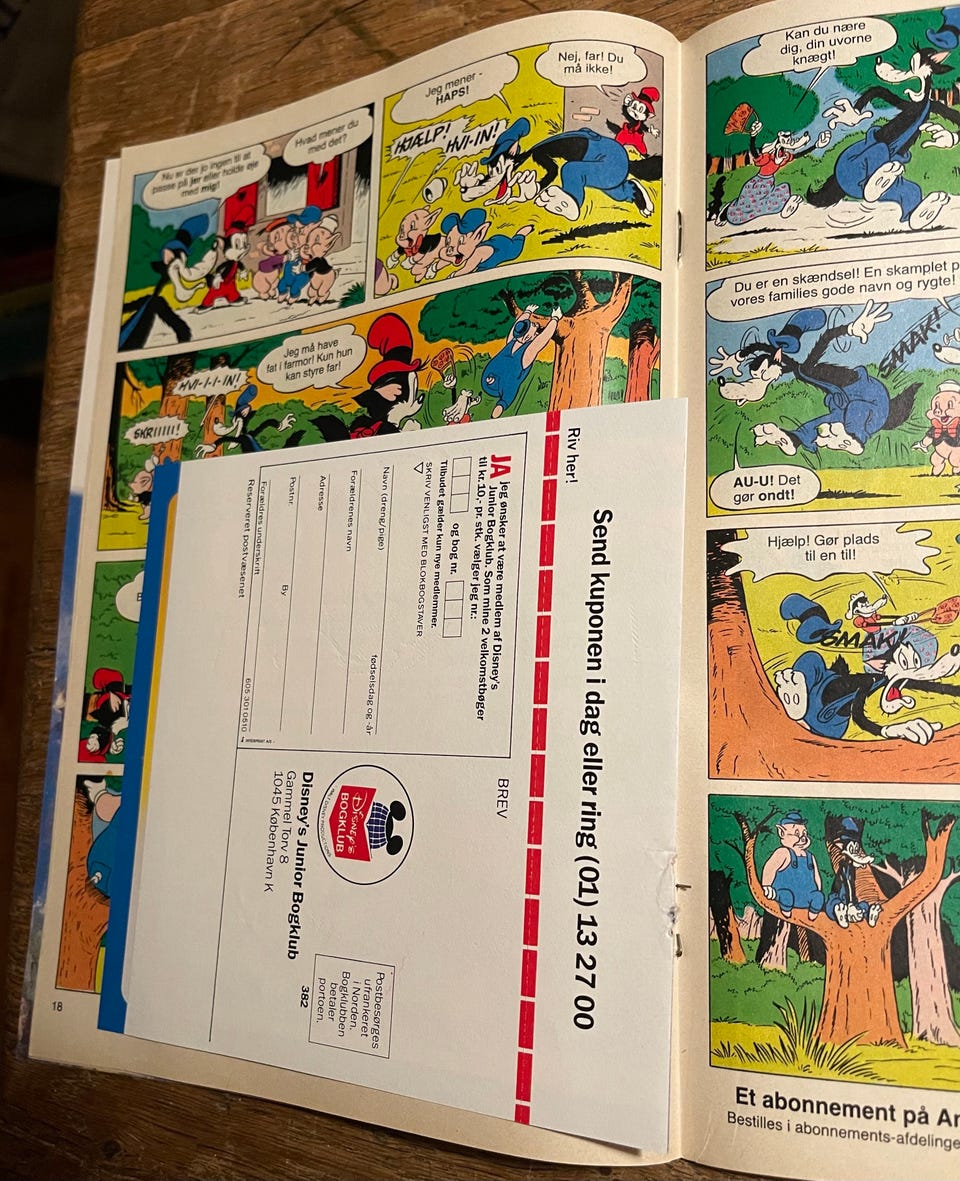 Nu er der jo ingen til at
passe på jer eller holde øje
med mig!
Hvad mener du
med det?
Jeg mener -
HAPS!
Nej, far! Du
må ikke!
HJÆLP!
HVI-IN!
HVI-I-I-IN!
SKRIIIII!
Jeg må have
fat i farmor! Kun hun
kan styre far!
18
Riv her!
Send kuponen i dag eller ring (01) 13 27 00
JA Jeg ønsker at være medlem af Disney's
Junior Bogklub. Som mine 2 velkomstbøger
til kr. 10,- pr. stk. vælger jeg nr.:
og bog nr.
Tilbudet gælder kun nye medlemmer.
SKRIV VENLIGST MED BLOKBOGSTAVER
Navn (dreng/pige)
fødselsdag og -år
Forældrenes navn
Adresse
Postnr.
By
Forældres underskrift
Reserveret postvæsenet
605 301 0510
BREV
DISNEY'S
BOGKLUB
Disney's Junior Bogklub
Gammel Torv 8
1045 København K
382
Postbesørges
ufrankeret
i Norden.
Bogklubben
betaler
portoen.
Kan du nære
dig, din uvorne
knægt!
Du er en skændsel! En skamplet p
vores families gode navn og rygte!
SMAK!
AU-U! Det
gør ondt!
Hjælp! Gør plads
til en til!
SMAK!
Et abonnement på An
Bestilles i abonnements-afdelinge